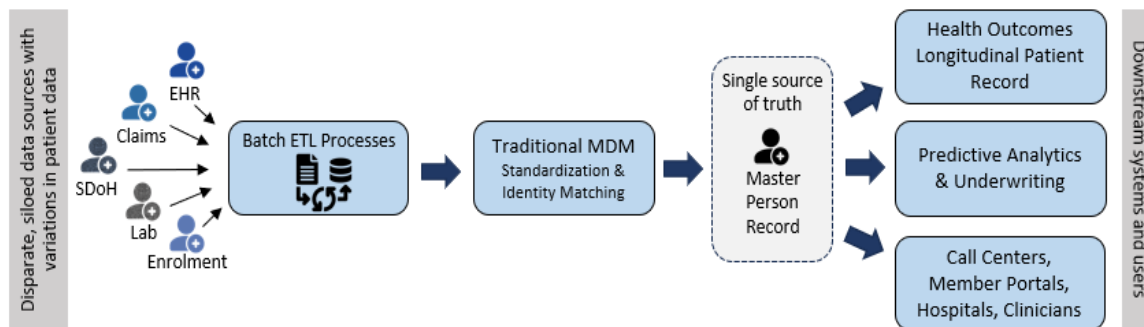 Disparate, siloed data sources with
variations in patient data
EHR
Claims
SDoH
Lab
Enrolment
Batch ETL Processes
Traditional MDM
Standardization &
Identity Matching
Single source
of truth
Master
Person
Record
Health Outcomes
Longitudinal Patient
Record
Predictive Analytics
& Underwriting
Call Centers,
Member Portals,
Hospitals, Clinicians
Downstream systems and users